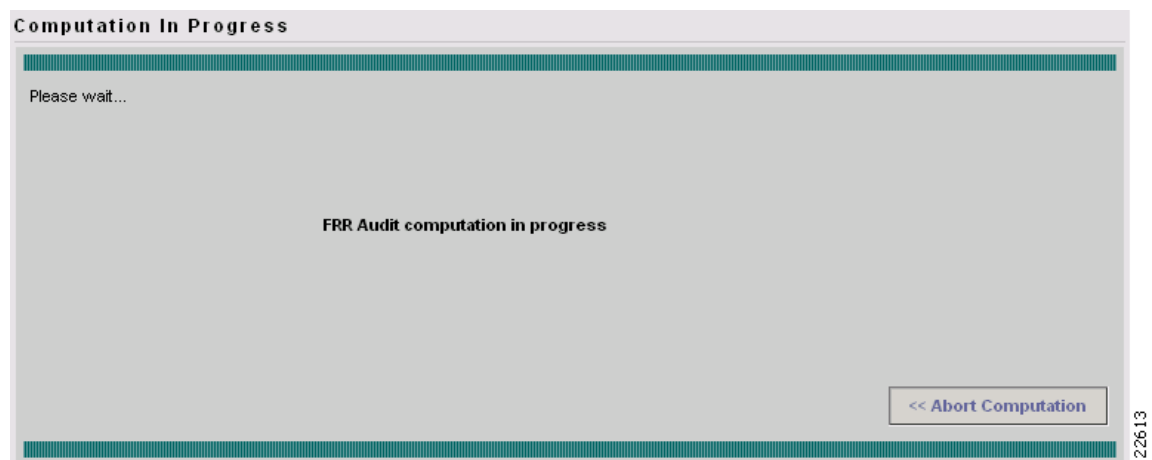 Computation In Progress
Please wait...
FRR Audit computation in progress
<< Abort Computation
22613